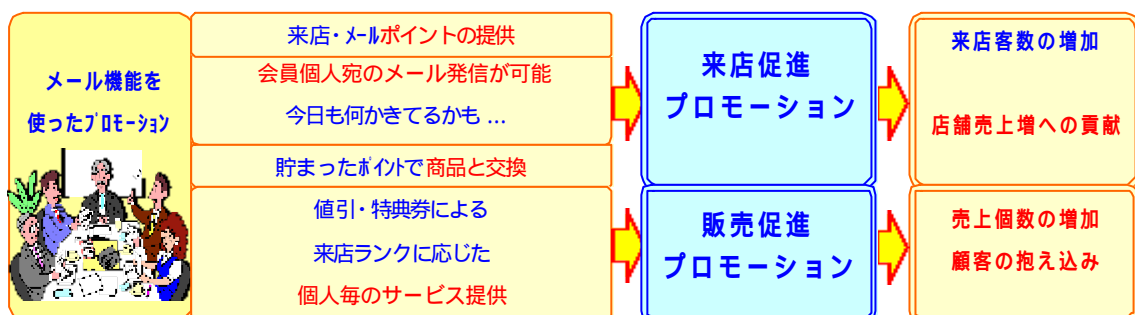 メール機能を
使ったプロモーション
来店・メールポイントの提供
会員個人宛のメール発信が可能
今日も何かきてるかも...
貯まったポイントで商品と交換
値引・特典券による
来店ランクに応じた
個人毎のサービス提供
来店促進
プロモーション
販売促進
プロモーション
来店客数の増加
店舗売上増への貢献
売上個数の増加
顧客の抱え込み